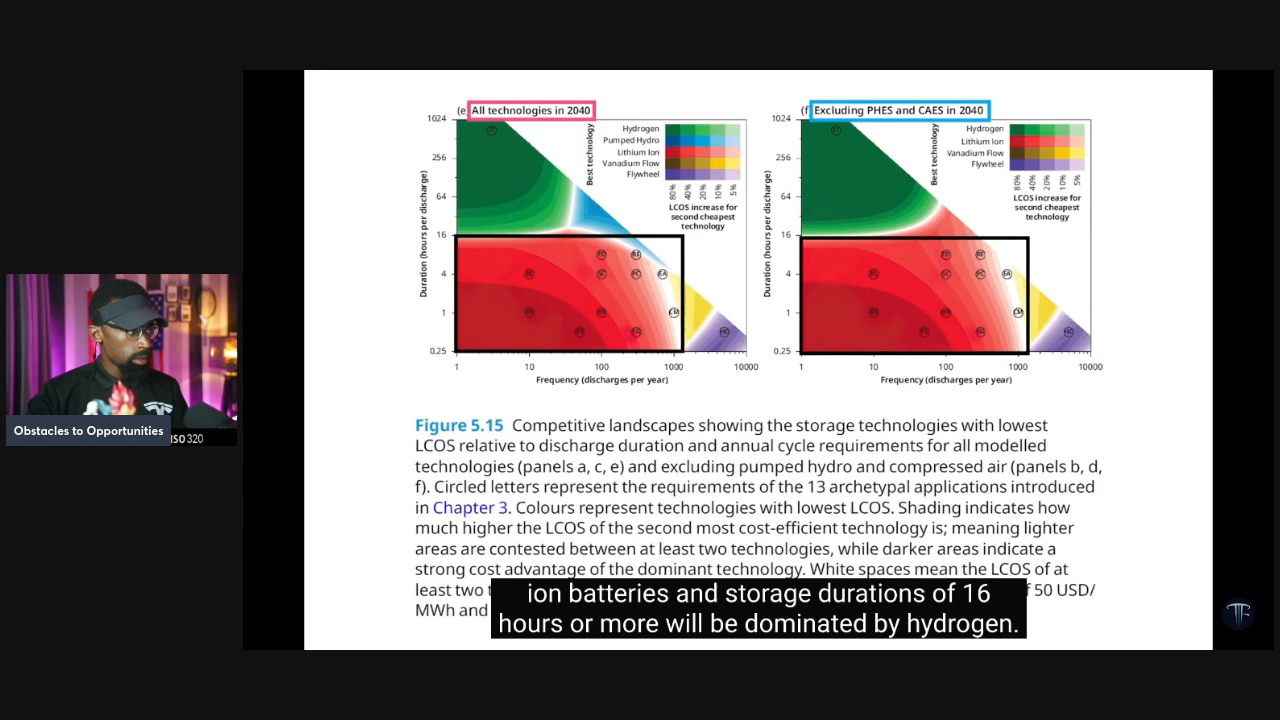 (e All technologies in 2040
1024
256
64
16
4
1
0.25
Duration (hours per discharge)
1 10 100 1000 10000
Frequency (discharges per year)
Best technology
Hydrogen
Pumped Hydro
Lithium Ion
Vanadium Flow
Flywheel
80% 40% 20% 10% 5%
LCOS increase for
second cheapest
technology
(f Excluding PHES and CAES in 2040
1024
256
64
16
4
1
0.25
Duration (hours per discharge)
1 10 100 1000 10000
Frequency (discharges per year)
Best technology
Hydrogen
Lithium Ion
Vanadium Flow
Flywheel
80% 40% 20% 10% 5%
LCOS increase for
second cheapest
technology
Figure 5.15 Competitive landscapes showing the storage technologies with lowest
LCOS relative to discharge duration and annual cycle requirements for all modelled
technologies (panels a, c, e) and excluding pumped hydro and compressed air (panels b, d,
f). Circled letters represent the requirements of the 13 archetypal applications introduced
in Chapter 3. Colours represent technologies with lowest LCOS. Shading indicates how
much higher the LCOS of the second most cost-efficient technology is; meaning lighter
areas are contested between at least two technologies, while darker areas indicate a
strong cost advantage of the dominant technology. White spaces mean the LCOS of at
least two f 50 USD/
MWh and
ion batteries and storage durations of 16
hours or more will be dominated by hydrogen.
Obstacles to Opportunities
ISO 320